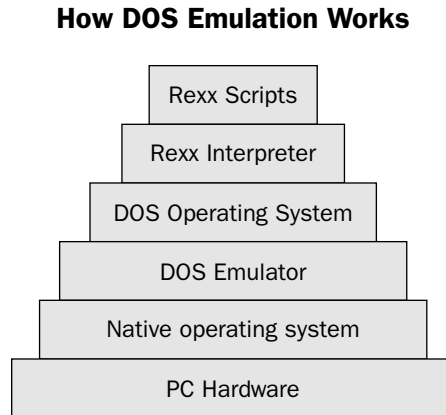 How DOS Emulation Works
Rexx Scripts
Rexx Interpreter
DOS Operating System
DOS Emulator
Native operating system
PC Hardware